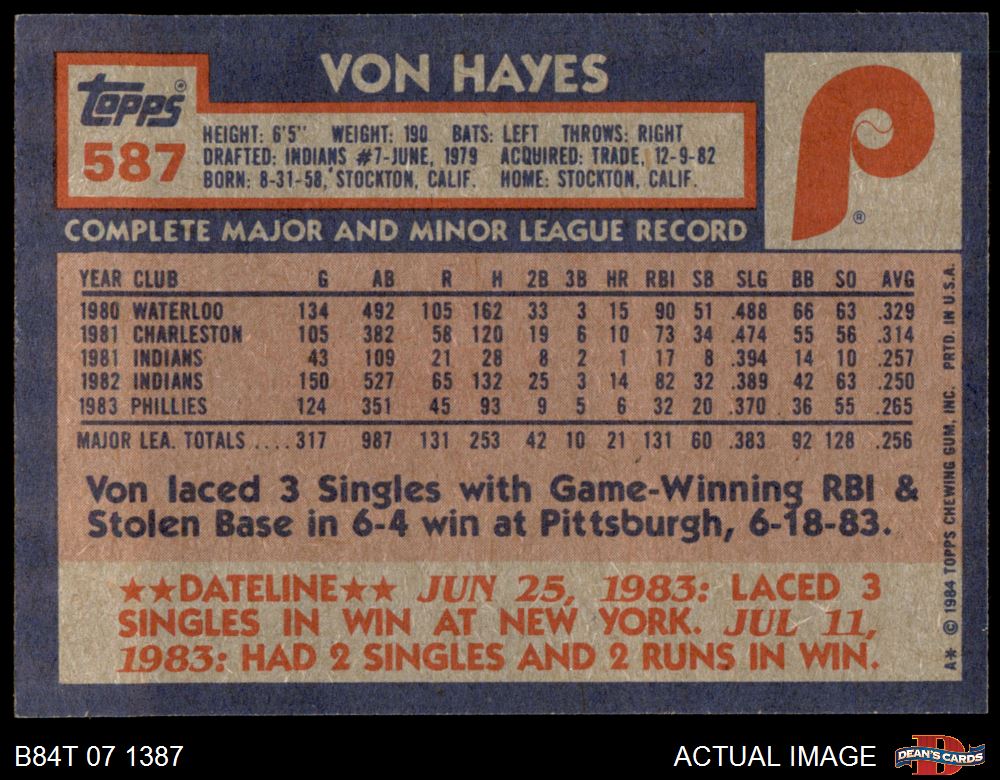 VON HAYES
Topps®
587
HEIGHT: 6'5" WEIGHT: 190 BATS: LEFT THROWS: RIGHT
DRAFTED: INDIANS #7-JUNE, 1979 ACQUIRED: TRADE, 12-9-82
BORN: 8-31-58, STOCKTON, CALIF. HOME: STOCKTON, CALIF.
P®
COMPLETE MAJOR AND MINOR LEAGUE RECORD
YEAR CLUB G AB R H 2B 3B HR RBI SB SLG BB SO AVG
1980 WATERLOO 134 492 105 162 33 3 15 90 51 .488 66 63 .329
1981 CHARLESTON 105 382 58 120 19 6 10 73 34 .474 55 56 .314
1981 INDIANS 43 109 21 28 8 2 1 17 8 .394 14 10 .257
1982 INDIANS 150 527 65 132 25 3 14 82 32 .389 42 63 .250
1983 PHILLIES 124 351 45 93 9 5 6 32 20 .370 36 55 .265
MAJOR LEA. TOTALS ....317 987 131 253 42 10 21 131 60 .383 92 128 .256
Von laced 3 Singles with Game-Winning RBI &
Stolen Base in 6-4 win at Pittsburgh, 6-18-83.
★★DATELINE★★ JUN 25, 1983: LACED 3
SINGLES IN WIN AT NEW YORK. JUL 11,
1983: HAD 2 SINGLES AND 2 RUNS IN WIN.
A* © 1984 TOPPS CHEWING GUM, INC. PRTD. IN U.S.A.
B84T 07 1387
ACTUAL IMAGE
DEAN'S CARDS